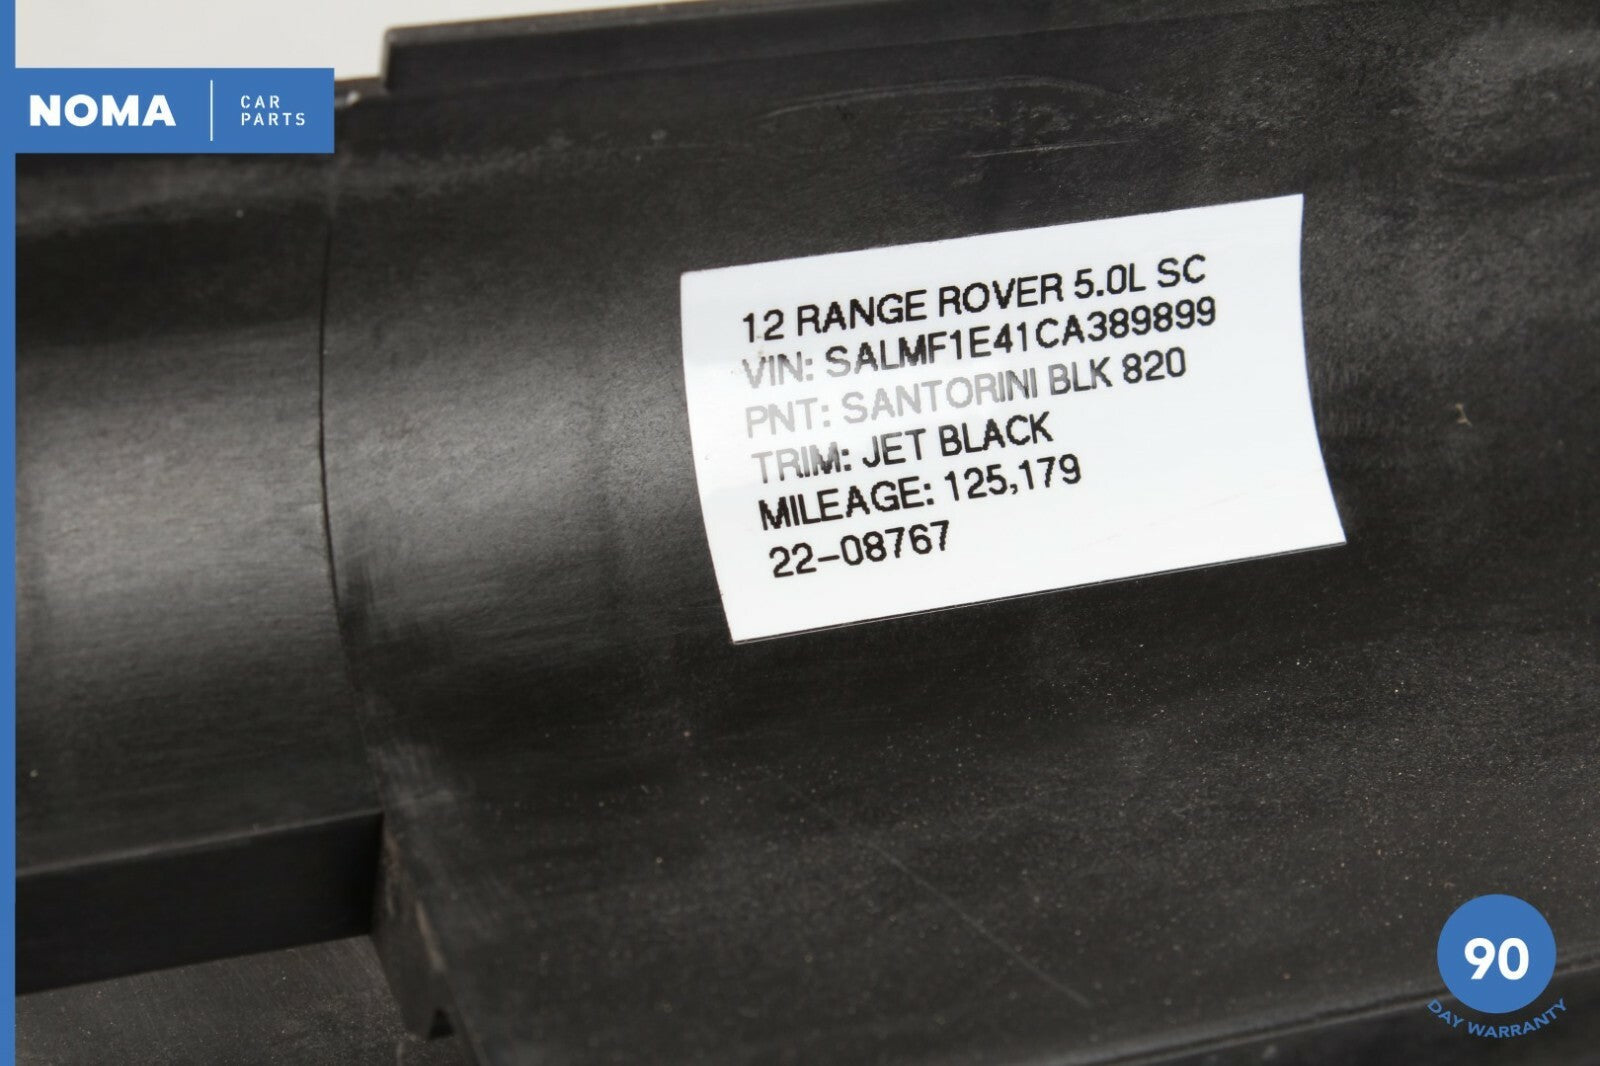 NOMA
CAR
PARTS
12 RANGE ROVER 5.0L SC
VIN: SALMF1E41CA389899
PNT: SANTORINI BLK 820
TRIM: JET BLACK
MILEAGE: 125,179
22-08767
90
DAY WARRANTY